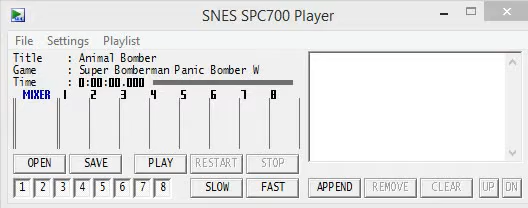 SNES SPC700 Player
File Settings Playlist
Title : Animal Bomber
Game : Super Bomberman Panic Bomber W
Time : 0:00:00.000
MIXER 1 2 3 4 5 6 7 8
OPEN SAVE PLAY RESTART STOP
1 2 3 4 5 6 7 8 SLOW FAST APPEND REMOVE CLEAR UP DN